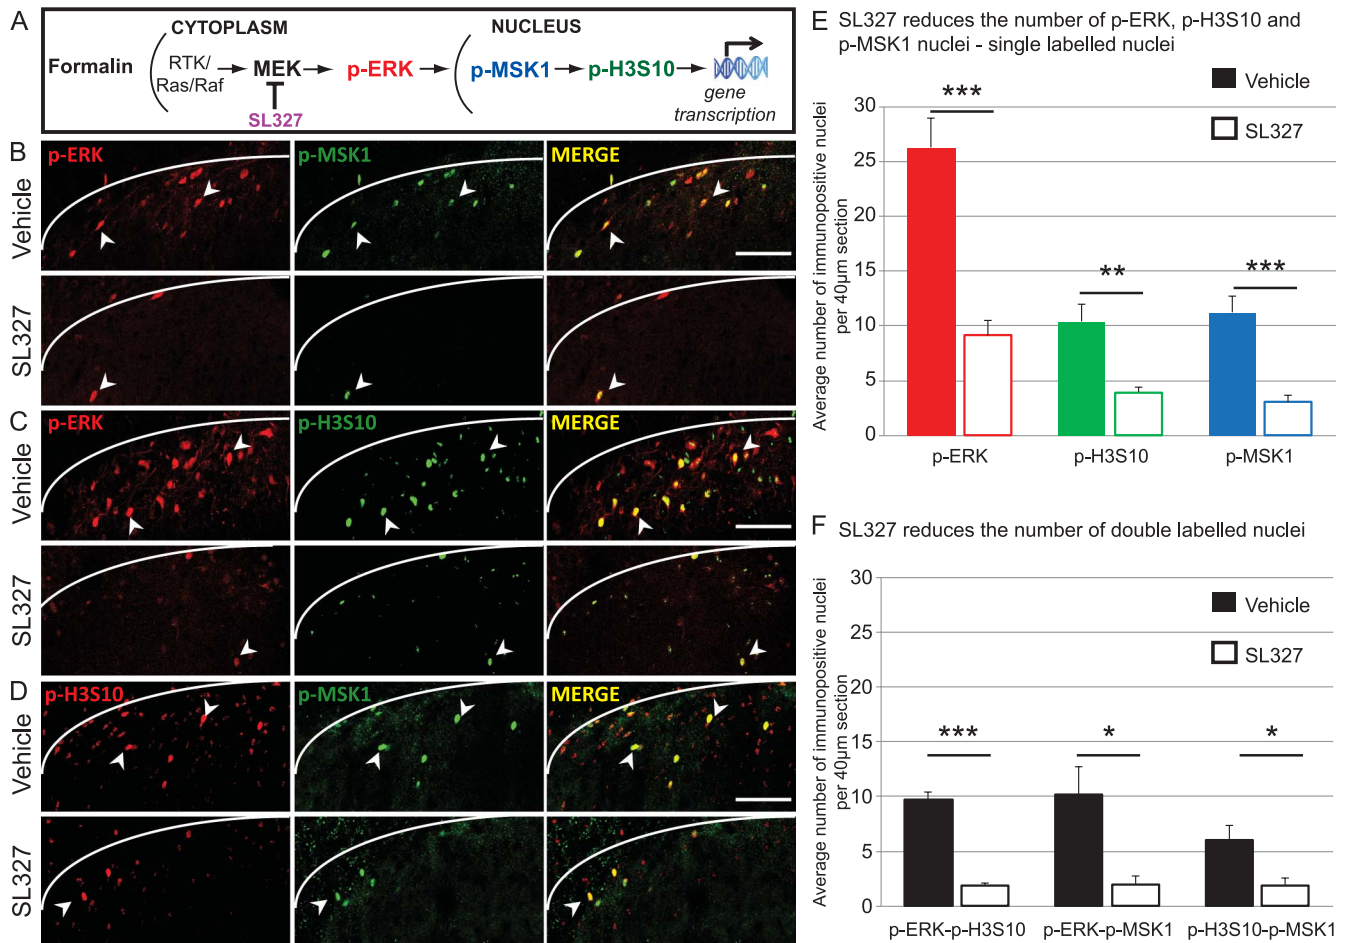 A
CYTOPLASM
NUCLEUS
Formalin
RTK/
Ras/Raf
MEK
p-ERK
p-MSK1
p-H3S10
gene
transcription
SL327
B
Vehicle
p-ERK
p-MSK1
MERGE
SL327
C
Vehicle
p-ERK
p-H3S10
MERGE
SL327
D
Vehicle
p-H3S10
p-MSK1
MERGE
SL327
E SL327 reduces the number of p-ERK, p-H3S10 and
p-MSK1 nuclei - single labelled nuclei
Vehicle
SL327
Average number of immunopositive nuclei
per 40µm section
30
25
20
15
10
5
0
***
**
***
p-ERK
p-H3S10
p-MSK1
F SL327 reduces the number of double labelled nuclei
Vehicle
SL327
Average number of immunopositive nuclei
per 40µm section
30
25
20
15
10
5
0
***
*
*
p-ERK-p-H3S10
p-ERK-p-MSK1
p-H3S10-p-MSK1